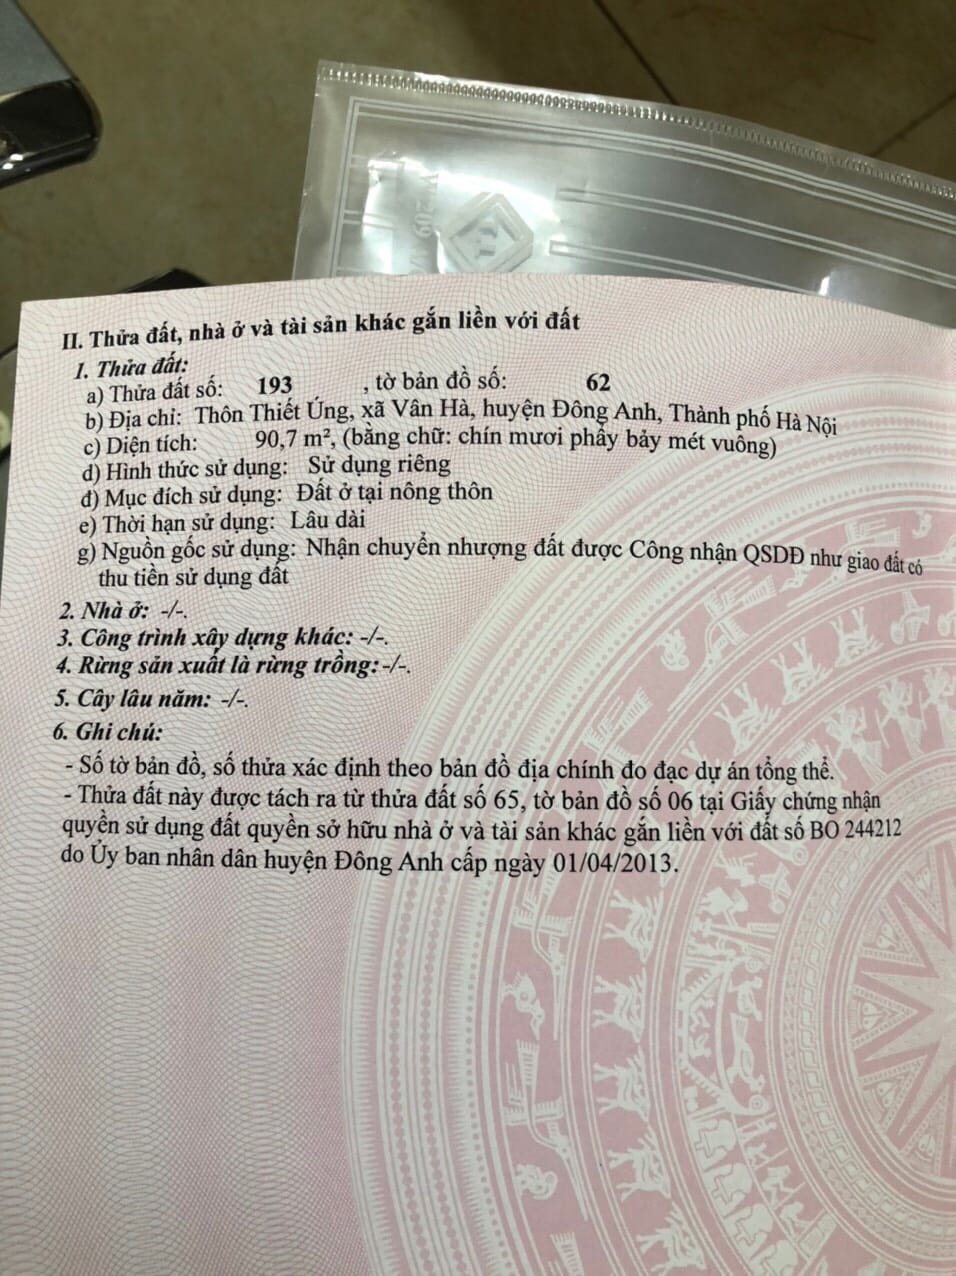 II. Thửa đất, nhà ở và tài sản khác gắn liền với đất
1. Thửa đất:
a) Thửa đất số: 193 , tờ bản đồ số: 62
b) Địa chỉ: Thôn Thiết Úng, xã Vân Hà, huyện Đông Anh, Thành phố Hà Nội
c) Diện tích: 90,7 m², (bằng chữ: chín mươi phẩy bảy mét vuông)
d) Hình thức sử dụng: Sử dụng riêng
đ) Mục đích sử dụng: Đất ở tại nông thôn
e) Thời hạn sử dụng: Lâu dài
g) Nguồn gốc sử dụng: Nhận chuyển nhượng đất được Công nhận QSDĐ như giao đất có
thu tiền sử dụng đất
2. Nhà ở: -/-.
3. Công trình xây dựng khác: -/-.
4. Rừng sản xuất là rừng trồng: -/-.
5. Cây lâu năm: -/-.
6. Ghi chú:
- Số tờ bản đồ, số thửa xác định theo bản đồ địa chính đo đạc dự án tổng thể.
- Thửa đất này được tách ra từ thửa đất số 65, tờ bản đồ số 06 tại Giấy chứng nhận
quyền sử dụng đất quyền sở hữu nhà ở và tài sản khác gắn liền với đất số BO 244212
do Ủy ban nhân dân huyện Đông Anh cấp ngày 01/04/2013.